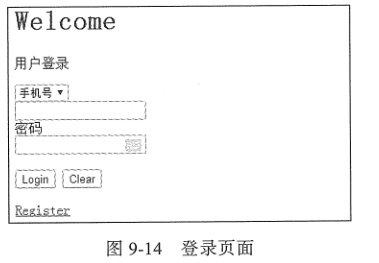 Welcome
用户登录
手机号 ▼
密码
Login Clear
Register
图 9-14 登录页面